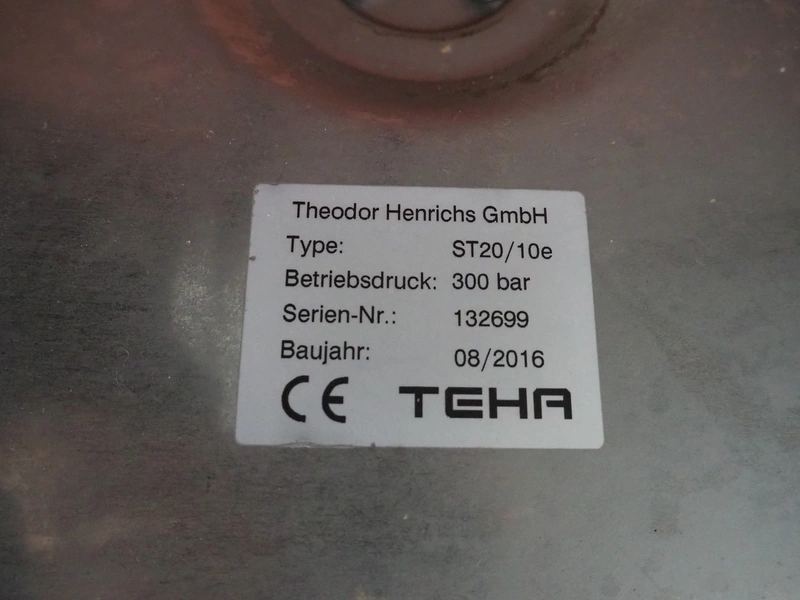 Theodor Henrichs GmbH
Type: ST20/10e
Betriebsdruck: 300 bar
Serien-Nr.: 132699
Baujahr: 08/2016
CE TEHA